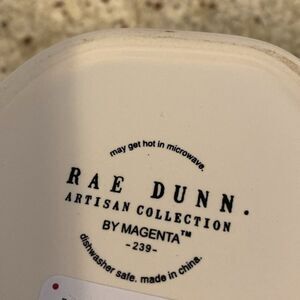 may get hot in microwave.
RAE DUNN.
ARTISAN COLLECTION
BY MAGENTA™
-239-
dishwasher safe. made in china.